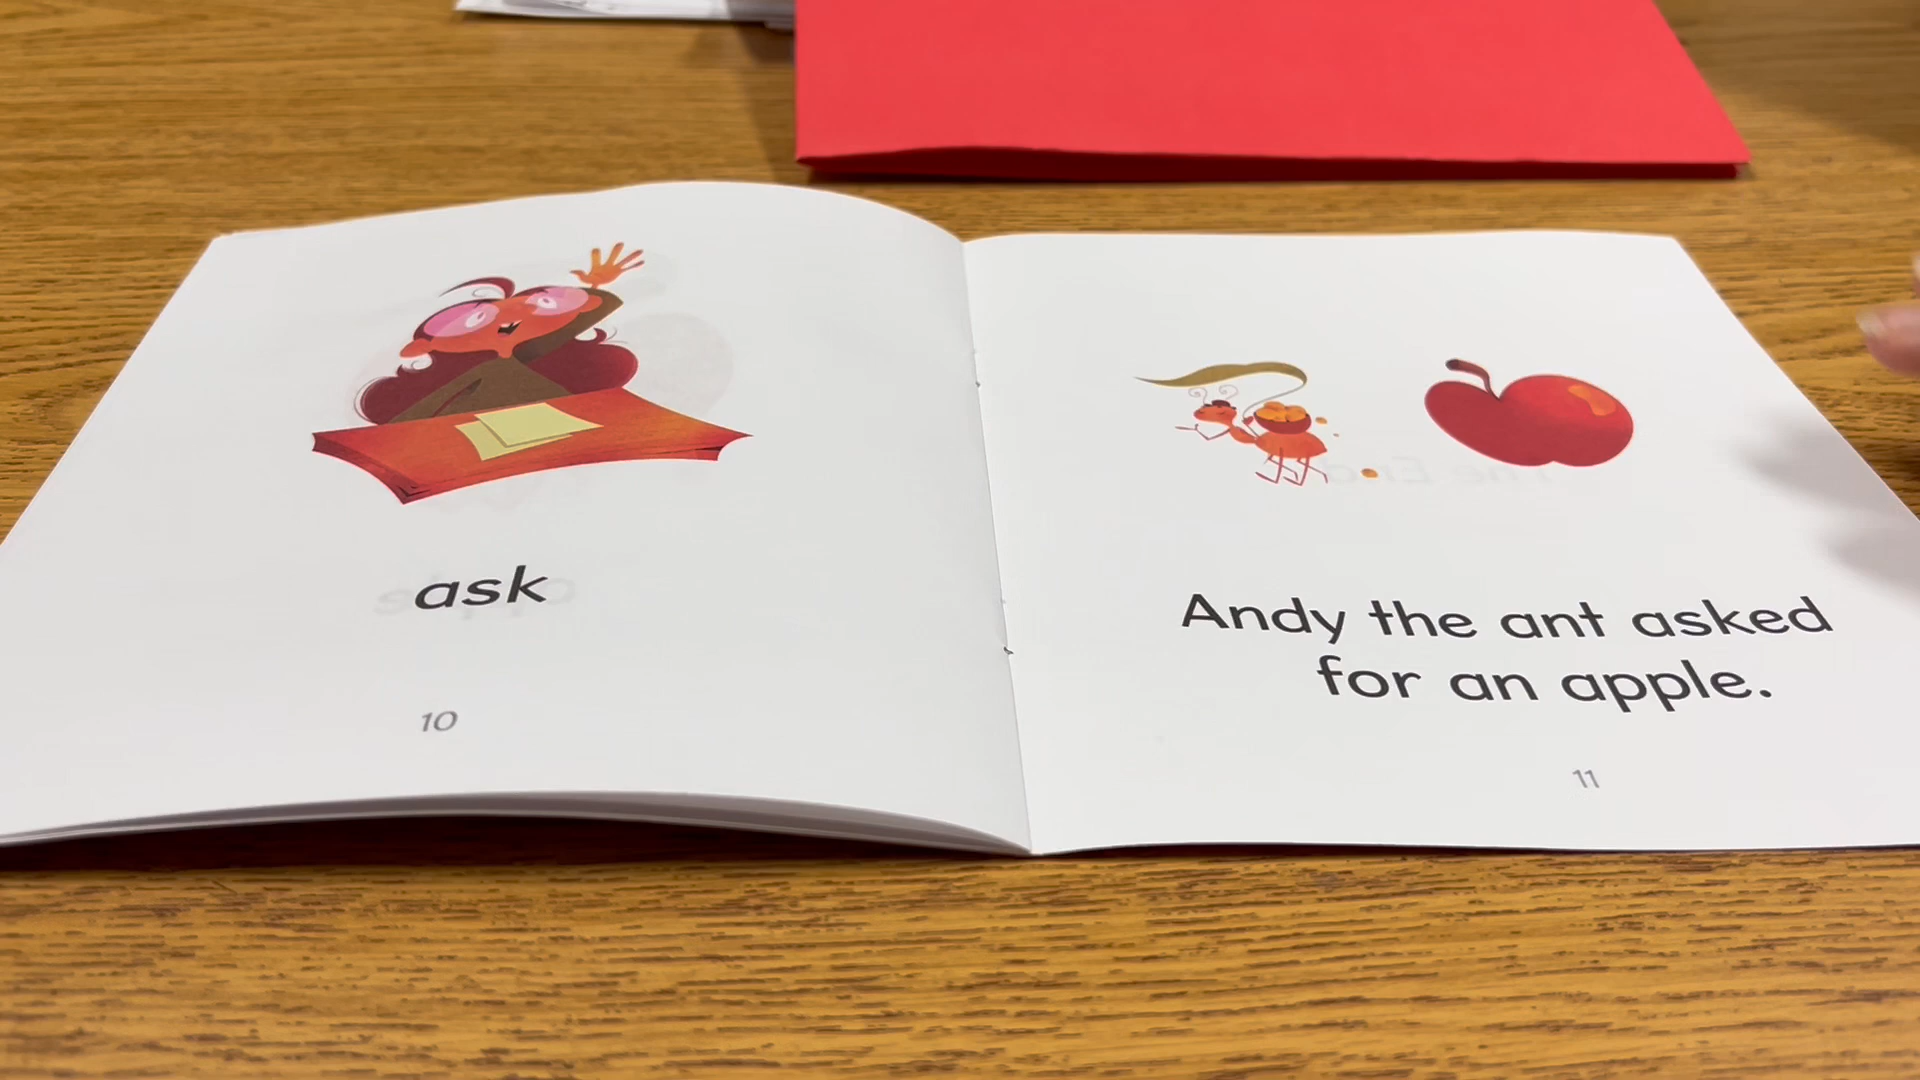 ask
10
Andy the ant asked
for an apple.
11